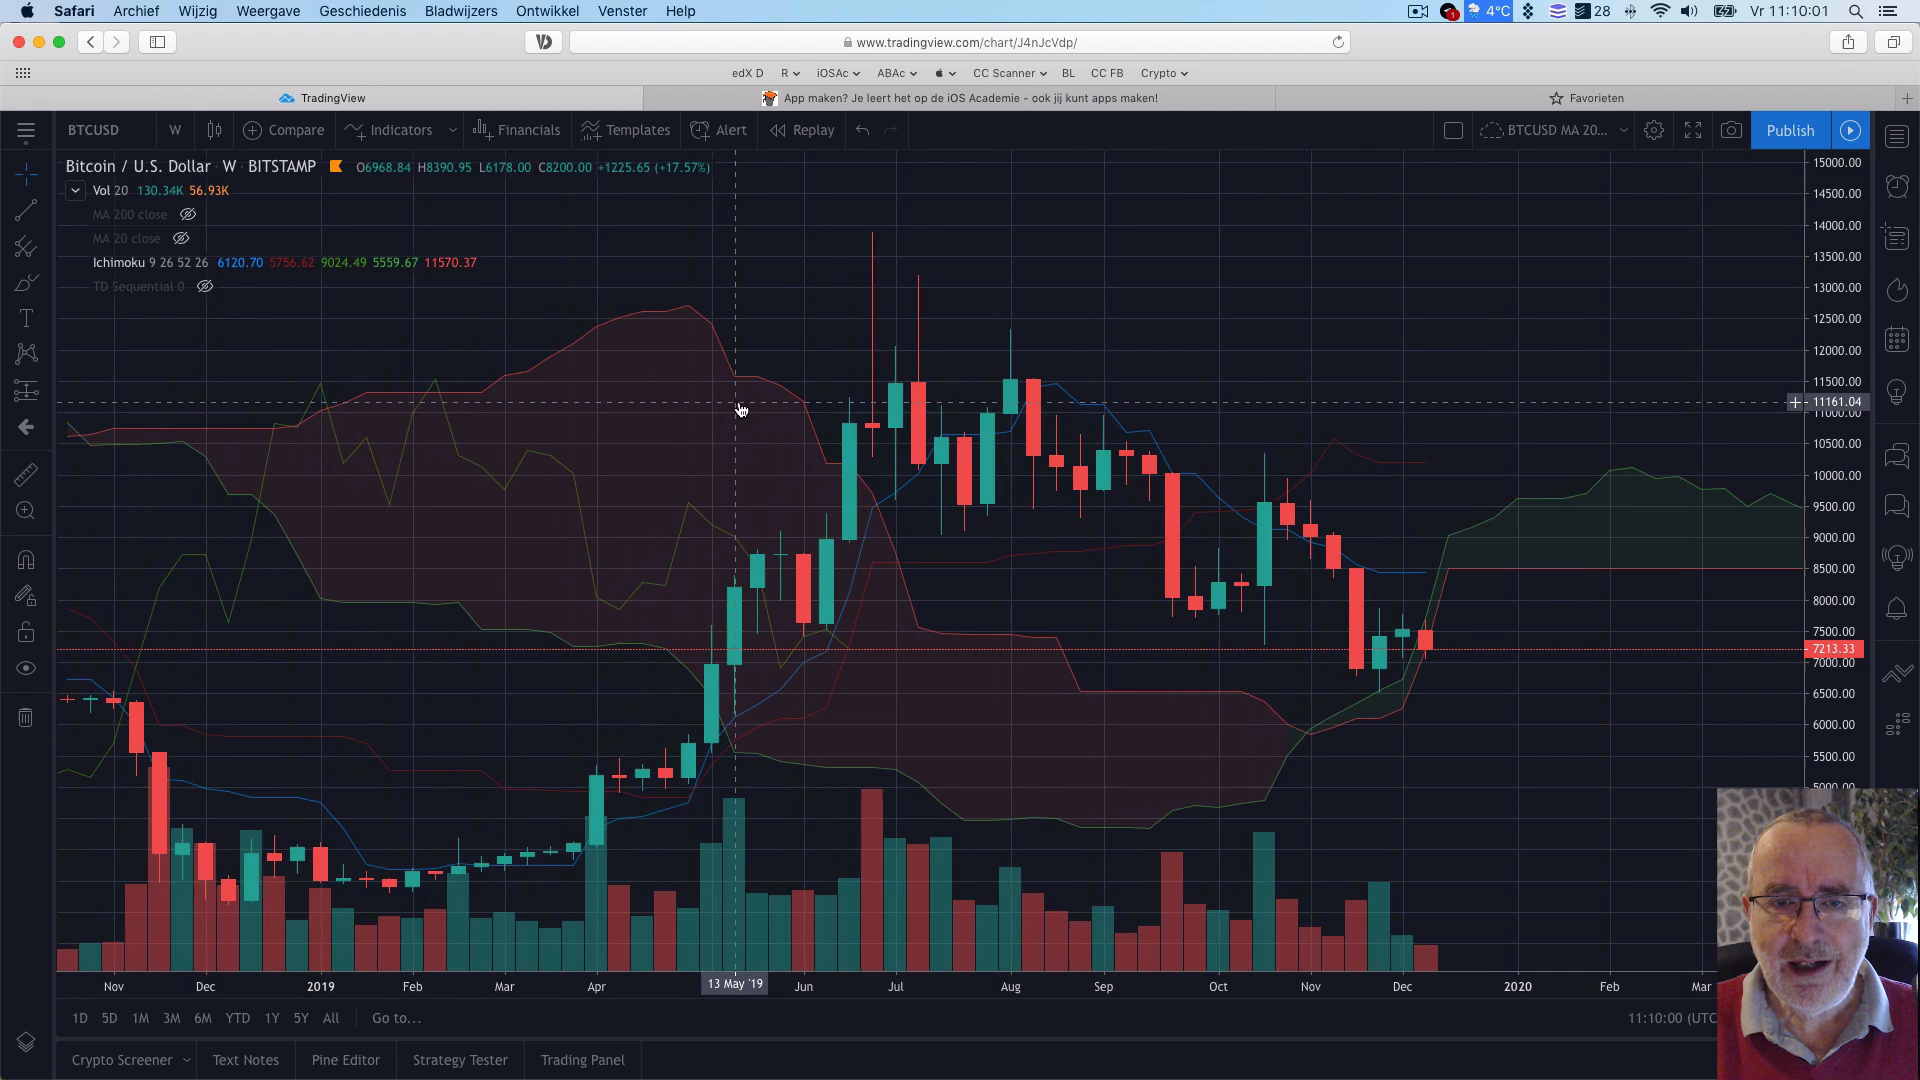 Safari Archief Wijzig Weergave Geschiedenis Bladwijzers Ontwikkel Venster Help 1 4°C 28 Vr 11:10:01
www.tradingview.com/chart/J4nJcVdp/
edX D R iOSAc ABAc CC Scanner BL CC FB Crypto
TradingView App maken? Je leert het op de iOS Academie - ook jij kunt apps maken! Favorieten
BTCUSD W Compare Indicators Financials Templates Alert Replay BTCUSD MA 20... Publish
Bitcoin / U.S. Dollar W BITSTAMP O6968.84 H8390.95 L6178.00 C8200.00 +1225.65 (+17.57%)
Vol 20 130.34K 56.93K
MA 200 close
MA 20 close
Ichimoku 9 26 52 26 6120.70 5756.62 9024.49 5559.67 11570.37
TD Sequential 0
15000.00
14500.00
14000.00
13500.00
13000.00
12500.00
12000.00
11500.00
11161.04
11000.00
10500.00
10000.00
9500.00
9000.00
8500.00
8000.00
7500.00
7213.33
7000.00
6500.00
6000.00
5500.00
5000.00
Nov Dec 2019 Feb Mar Apr 13 May '19 Jun Jul Aug Sep Oct Nov Dec 2020 Feb Mar
1D 5D 1M 3M 6M YTD 1Y 5Y All Go to... 11:10:00 (UTC
Crypto Screener Text Notes Pine Editor Strategy Tester Trading Panel